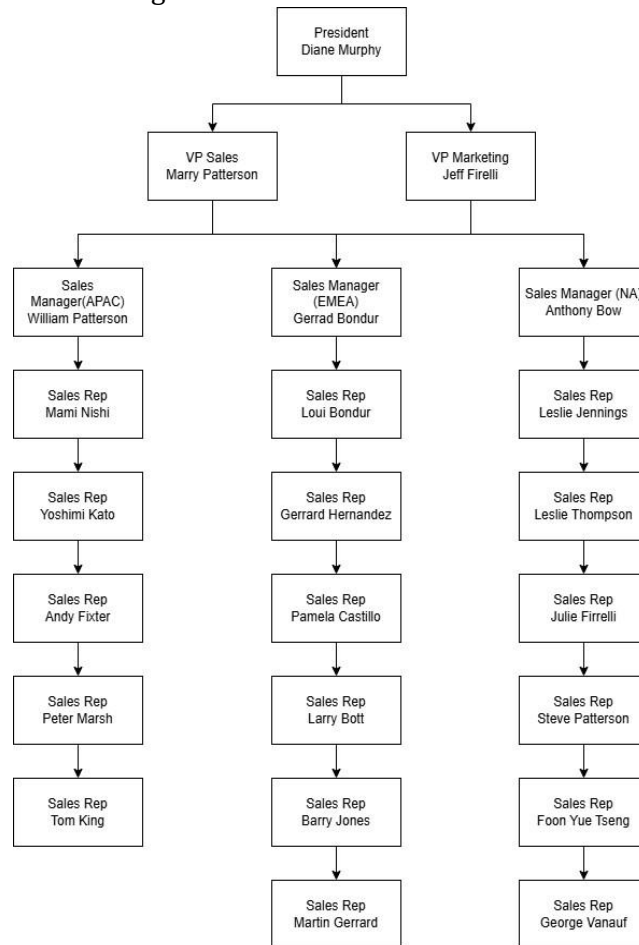 President
Diane Murphy
VP Sales
Marry Patterson
VP Marketing
Jeff Firelli
Sales
Manager(APAC)
William Patterson
Sales Manager
(EMEA)
Gerrad Bondur
Sales Manager (NA)
Anthony Bow
Sales Rep
Mami Nishi
Sales Rep
Loui Bondur
Sales Rep
Leslie Jennings
Sales Rep
Yoshimi Kato
Sales Rep
Gerrard Hernandez
Sales Rep
Leslie Thompson
Sales Rep
Andy Fixter
Sales Rep
Pamela Castillo
Sales Rep
Julie Firrelli
Sales Rep
Peter Marsh
Sales Rep
Larry Bott
Sales Rep
Steve Patterson
Sales Rep
Tom King
Sales Rep
Barry Jones
Sales Rep
Foon Yue Tseng
Sales Rep
Martin Gerrard
Sales Rep
George Vanauf